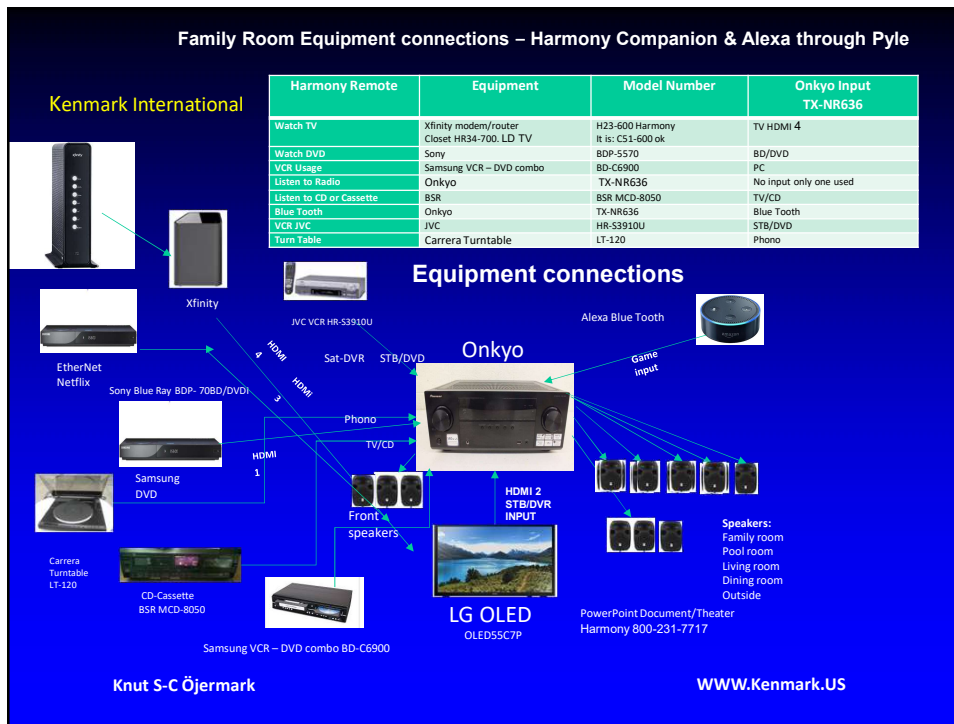 Family Room Equipment connections – Harmony Companion & Alexa through Pyle
Kenmark International
Harmony Remote Equipment Model Number Onkyo Input
TX-NR636
Watch TV Xfinity modem/router H23-600 Harmony TV HDMI 4
Closet HR34-700. LD TV It is: C51-600 ok
Watch DVD Sony BDP-5570 BD/DVD
VCR Usage Samsung VCR – DVD combo BD-C6900 PC
Listen to Radio Onkyo TX-NR636 No input only one used
Listen to CD or Cassette BSR BSR MCD-8050 TV/CD
Blue Tooth Onkyo TX-NR636 Blue Tooth
VCR JVC JVC HR-S3910U STB/DVD
Turn Table Carrera Turntable LT-120 Phono
Equipment connections
Xfinity
JVC VCR HR-S3910U
Alexa Blue Tooth
Sat-DVR STB/DVD
Onkyo
Game
input
HDMI
4
HDMi
3
EtherNet
Netflix
Sony Blue Ray BDP- 70BD/DVDI
Phono
TV/CD
HDMI
1
Samsung
DVD
Front
speakers
HDMI 2
STB/DVR
INPUT
Speakers:
Family room
Pool room
Living room
Dining room
Outside
Carrera
Turntable
LT-120
CD-Cassette
BSR MCD-8050
LG OLED
OLED55C7P
PowerPoint Document/Theater
Harmony 800-231-7717
Samsung VCR – DVD combo BD-C6900
Knut S-C Öjermark
WWW.Kenmark.US